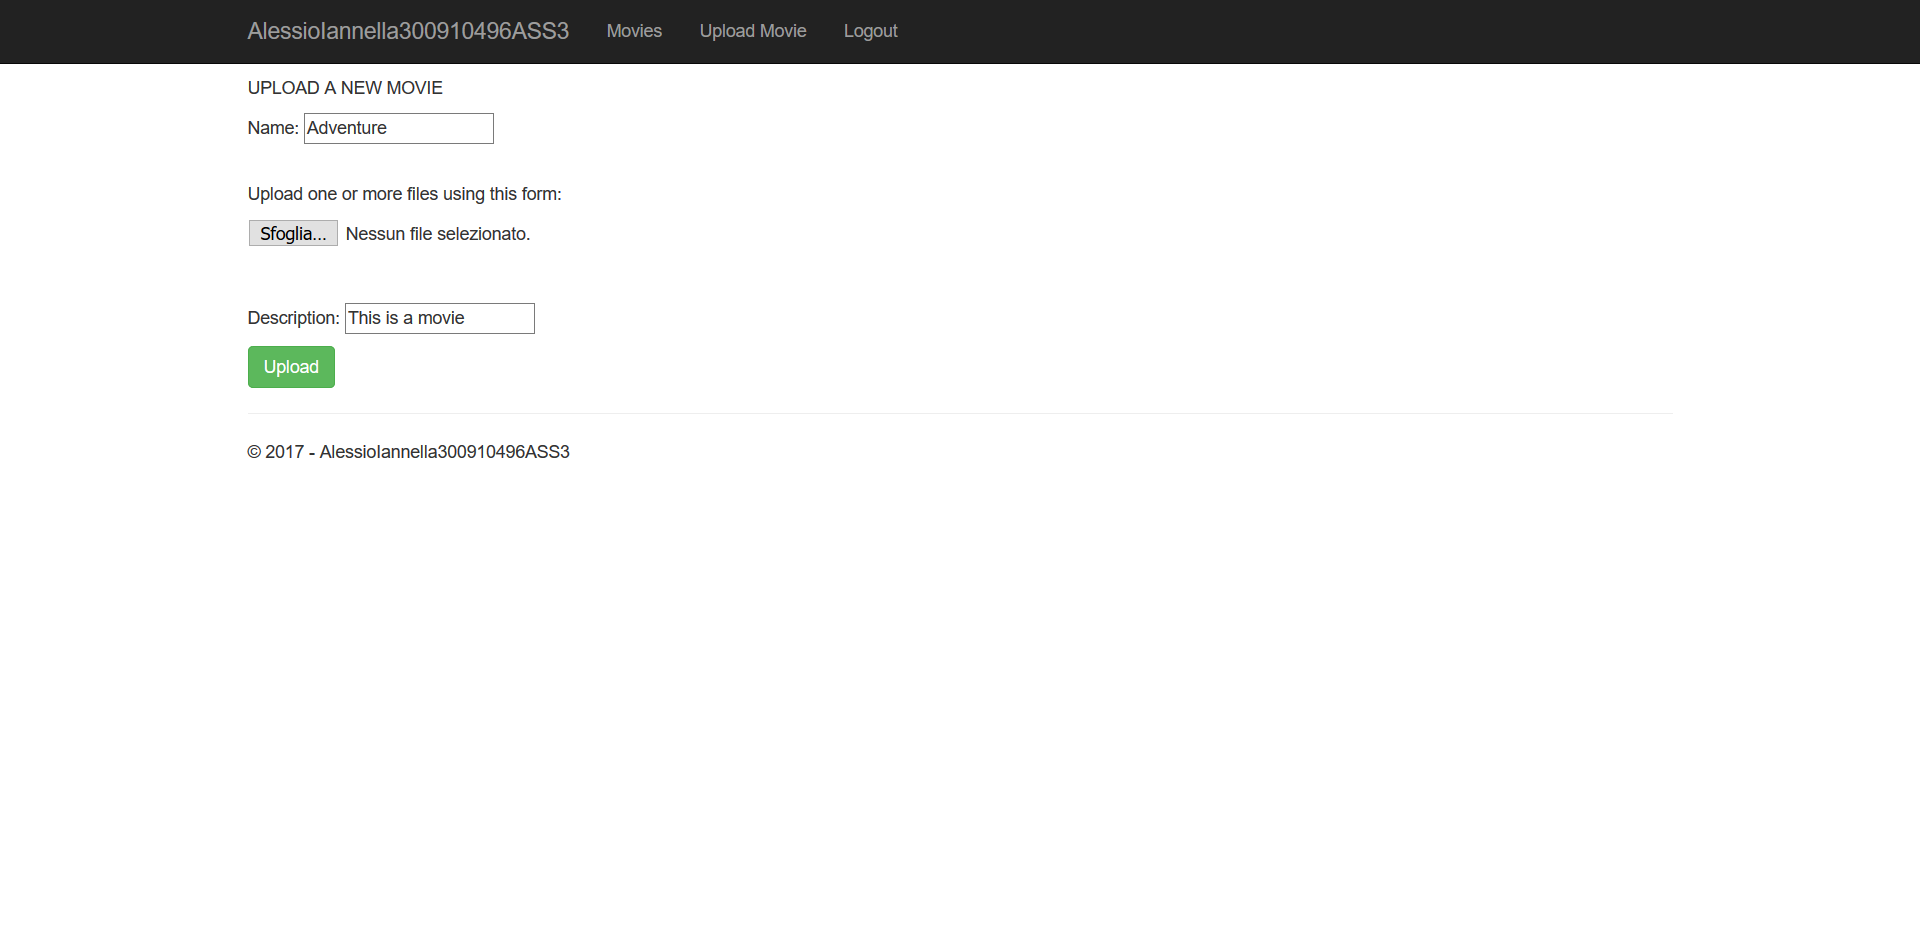 AlessioIannella300910496ASS3 Movies Upload Movie Logout
UPLOAD A NEW MOVIE
Name: Adventure
Upload one or more files using this form:
Sfoglia... Nessun file selezionato.
Description: This is a movie
Upload
© 2017 - AlessioIannella300910496ASS3